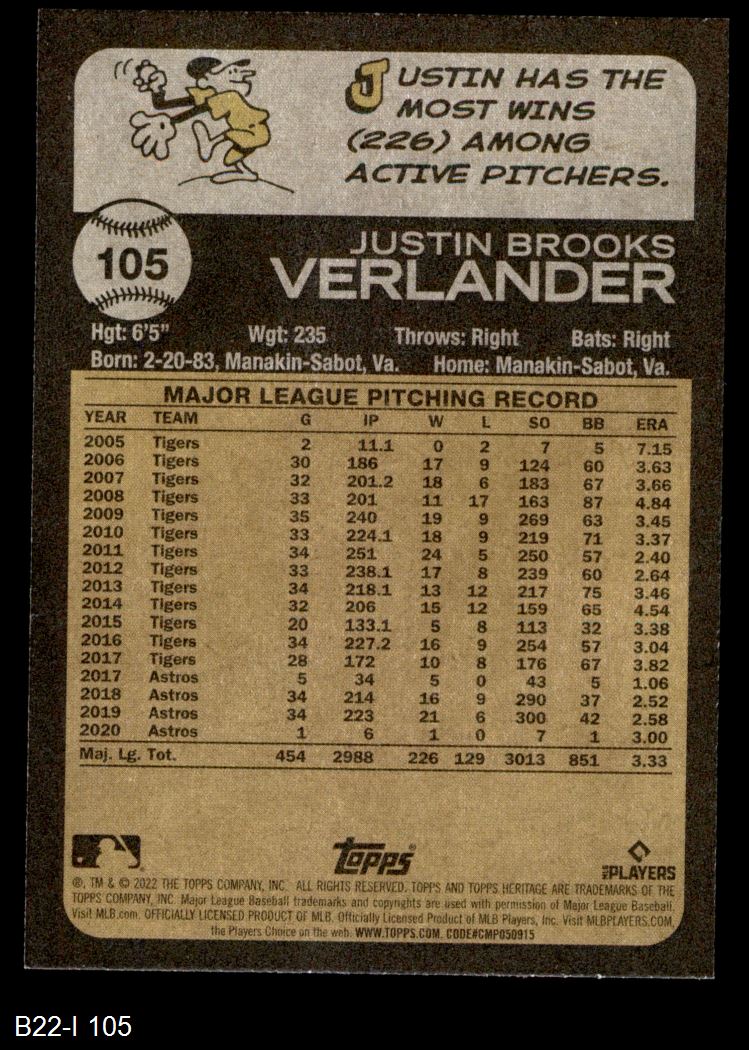 JUSTIN HAS THE
MOST WINS
(226) AMONG
ACTIVE PITCHERS.
105
JUSTIN BROOKS
VERLANDER
Hgt: 6'5" Wgt: 235 Throws: Right Bats: Right
Born: 2-20-83, Manakin-Sabot, Va. Home: Manakin-Sabot, Va.
MAJOR LEAGUE PITCHING RECORD
YEAR TEAM G IP W L SO BB ERA
2005 Tigers 2 11.1 0 2 7 5 7.15
2006 Tigers 30 186 17 9 124 60 3.63
2007 Tigers 32 201.2 18 6 183 67 3.66
2008 Tigers 33 201 11 17 163 87 4.84
2009 Tigers 35 240 19 9 269 63 3.45
2010 Tigers 33 224.1 18 9 219 71 3.37
2011 Tigers 34 251 24 5 250 57 2.40
2012 Tigers 33 238.1 17 8 239 60 2.64
2013 Tigers 34 218.1 13 12 217 75 3.46
2014 Tigers 32 206 15 12 159 65 4.54
2015 Tigers 20 133.1 5 8 113 32 3.38
2016 Tigers 34 227.2 16 9 254 57 3.04
2017 Tigers 28 172 10 8 176 67 3.82
2017 Astros 5 34 5 0 43 5 1.06
2018 Astros 34 214 16 9 290 37 2.52
2019 Astros 34 223 21 6 300 42 2.58
2020 Astros 1 6 1 0 7 1 3.00
Maj. Lg. Tot. 454 2988 226 129 3013 851 3.33
Topps®
MLB PLAYERS
®, TM & © 2022 THE TOPPS COMPANY, INC. ALL RIGHTS RESERVED. TOPPS AND TOPPS HERITAGE ARE TRADEMARKS OF THE
TOPPS COMPANY, INC. Major League Baseball trademarks and copyrights are used with permission of Major League Baseball.
Visit MLB.com. OFFICIALLY LICENSED PRODUCT OF MLB. Officially Licensed Product of MLB Players, Inc. Visit MLBPLAYERS.COM,
the Players Choice on the web. WWW.TOPPS.COM. CODE#CMP050915
B22-I 105